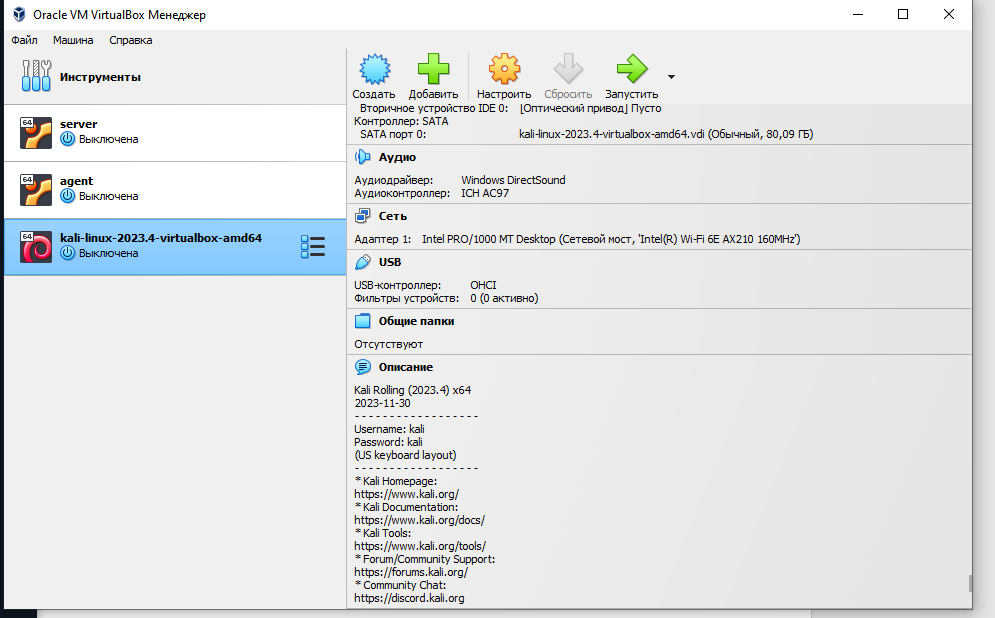 Oracle VM VirtualBox Менеджер
Файл Машина Справка
Инструменты
64
server
Выключена
64
agent
Выключена
64
kali-linux-2023.4-virtualbox-amd64
Выключена
Создать Добавить Настроить Сбросить Запустить
Вторичное устройство IDE 0: [Оптический привод] Пусто
Контроллер: SATA
SATA порт 0: kali-linux-2023.4-virtualbox-amd64.vdi (Обычный, 80,09 ГБ)
Аудио
Аудиодрайвер: Windows DirectSound
Аудиоконтроллер: ICH AC97
Сеть
Адаптер 1: Intel PRO/1000 MT Desktop (Сетевой мост, 'Intel(R) Wi-Fi 6E AX210 160MHz')
USB
USB-контроллер: OHCI
Фильтры устройств: 0 (0 активно)
Общие папки
Отсутствуют
Описание
Kali Rolling (2023.4) x64
2023-11-30
- - - - - - - - - - - - - - - - - -
Username: kali
Password: kali
(US keyboard layout)
- - - - - - - - - - - - - - - - - -
* Kali Homepage:
https://www.kali.org/
* Kali Documentation:
https://www.kali.org/docs/
* Kali Tools:
https://www.kali.org/tools/
* Forum/Community Support:
https://forums.kali.org/
* Community Chat:
https://discord.kali.org